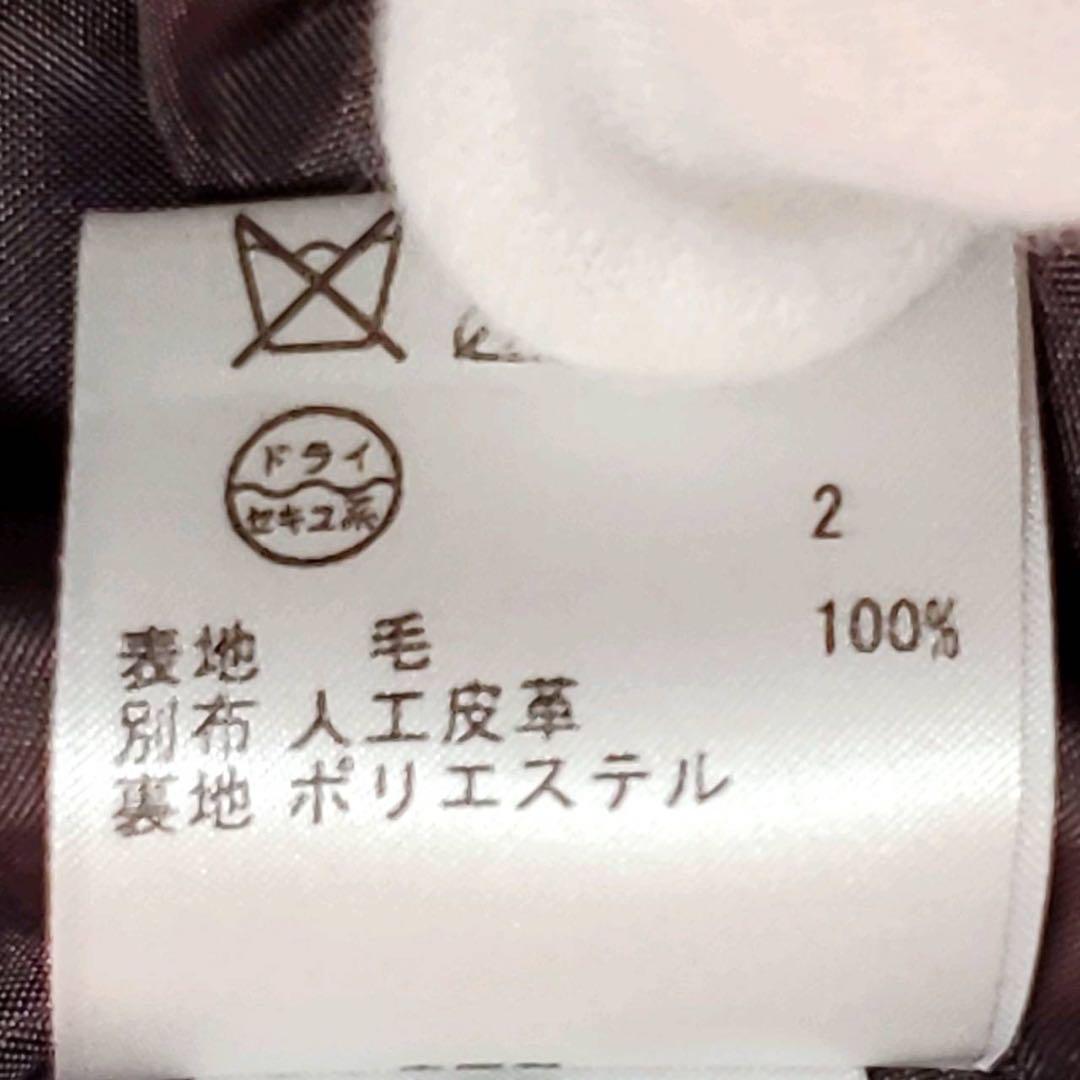 ドライ
セキユ系
2
表地 毛 100%
別布 人工皮革
裏地 ポリエステル